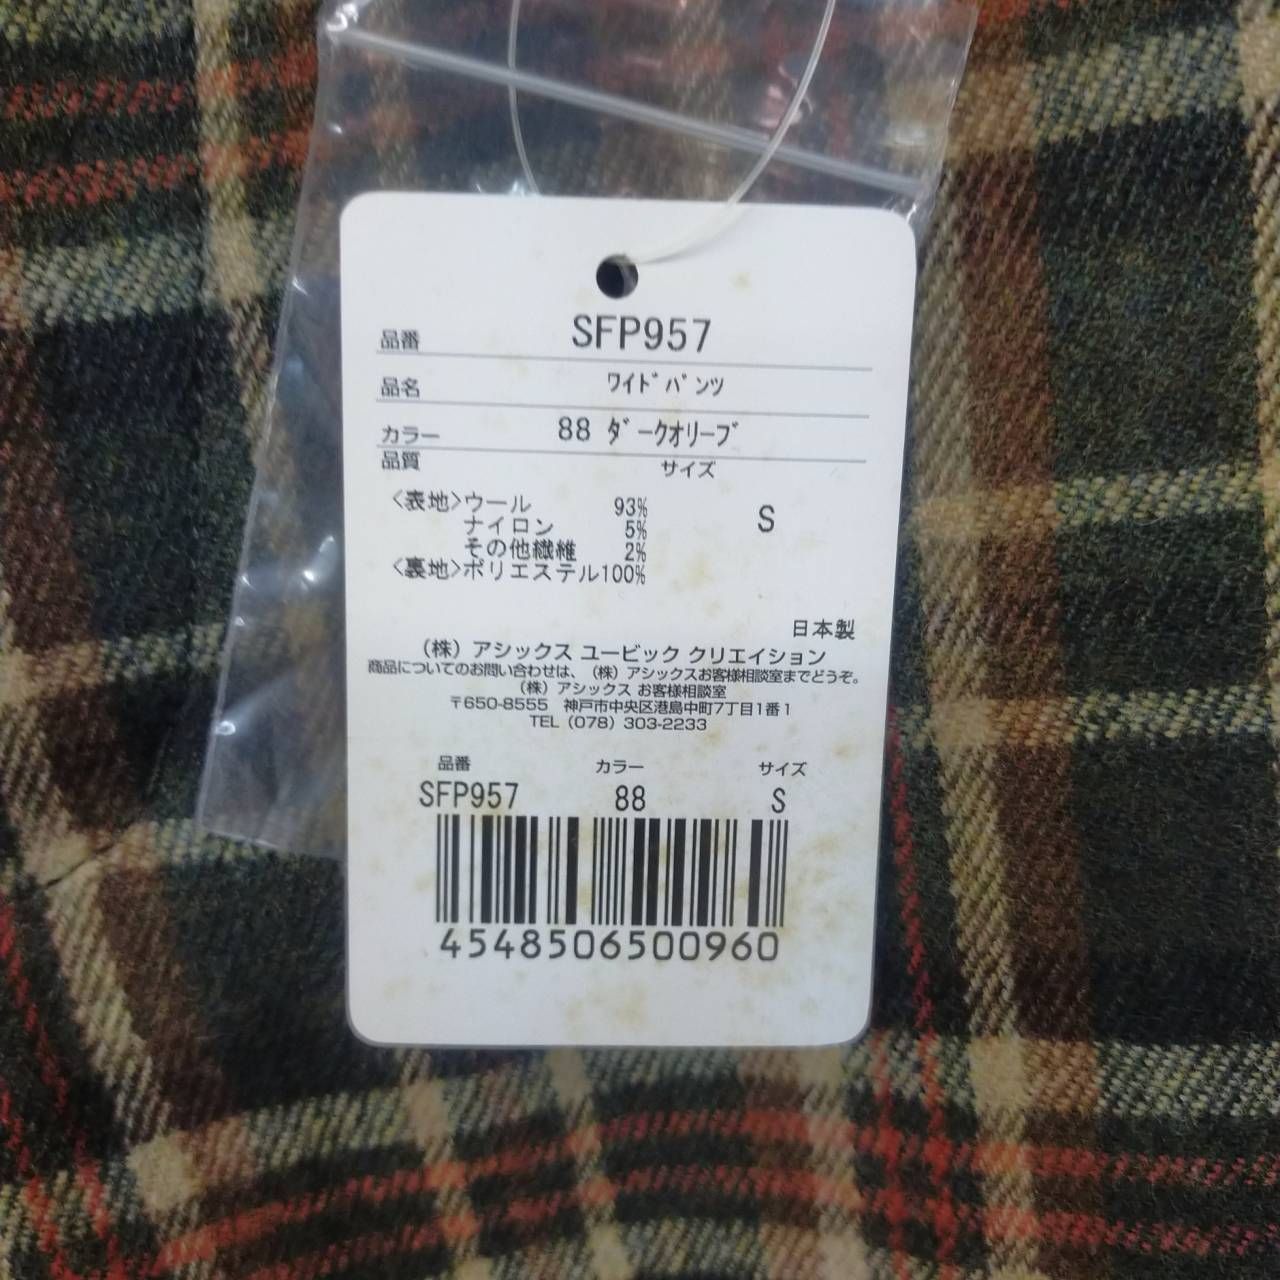 品番 SFP957
品名 ﾜｲﾄﾞﾊﾟﾝﾂ
カラー 88 ﾀﾞｰｸオﾘｰﾌﾞ
品質 サイズ
〈表地〉ウール 93% S
ナイロン 5%
その他繊維 2%
〈裏地〉ポリエステル100%
日本製
（株）アシックス ユービック クリエイション
商品についてのお問い合わせは、（株）アシックスお客様相談室までどうぞ。
（株）アシックス お客様相談室
〒650-8555 神戸市中央区港島中町7丁目1番1
TEL（078）303-2233
品番 カラー サイズ
SFP957 88 S
4548506500960